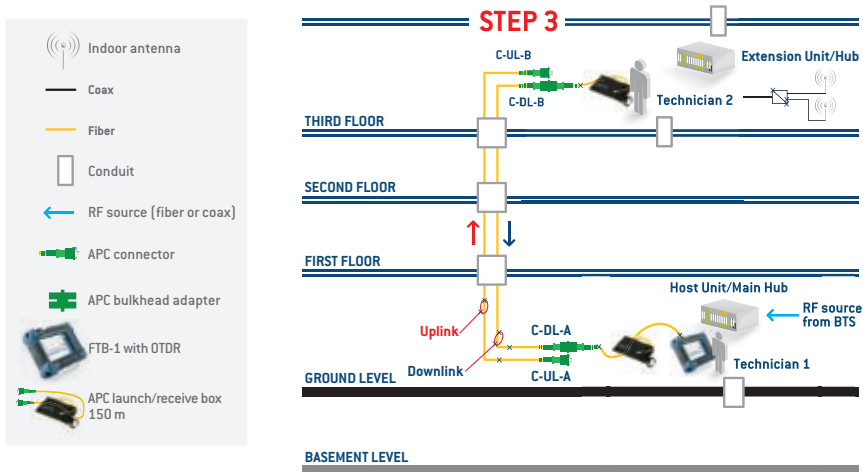 Indoor antenna
Coax
Fiber
Conduit
RF source (fiber or coax)
APC connector
APC bulkhead adapter
FTB-1 with OTDR
APC launch/receive box
150 m
STEP 3
C-UL-B
C-DL-B
Extension Unit/Hub
Technician 2
THIRD FLOOR
SECOND FLOOR
FIRST FLOOR
Host Unit/Main Hub
RF source
from BTS
Uplink
C-DL-A
Downlink
C-UL-A
Technician 1
GROUND LEVEL
BASEMENT LEVEL